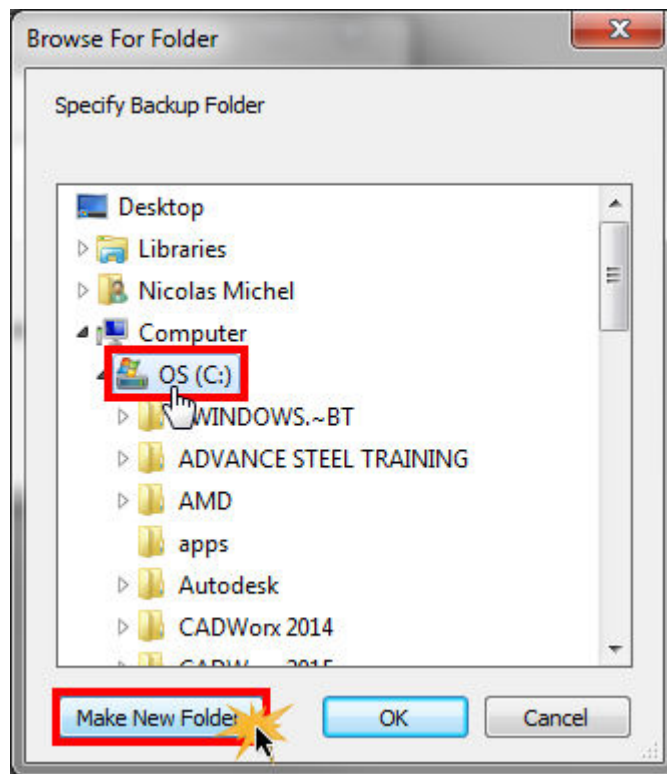 Browse For Folder
Specify Backup Folder
Desktop
Libraries
Nicolas Michel
Computer
OS (C:)
WINDOWS.~BT
ADVANCE STEEL TRAINING
AMD
apps
Autodesk
CADWorx 2014
Make New Folder
OK
Cancel